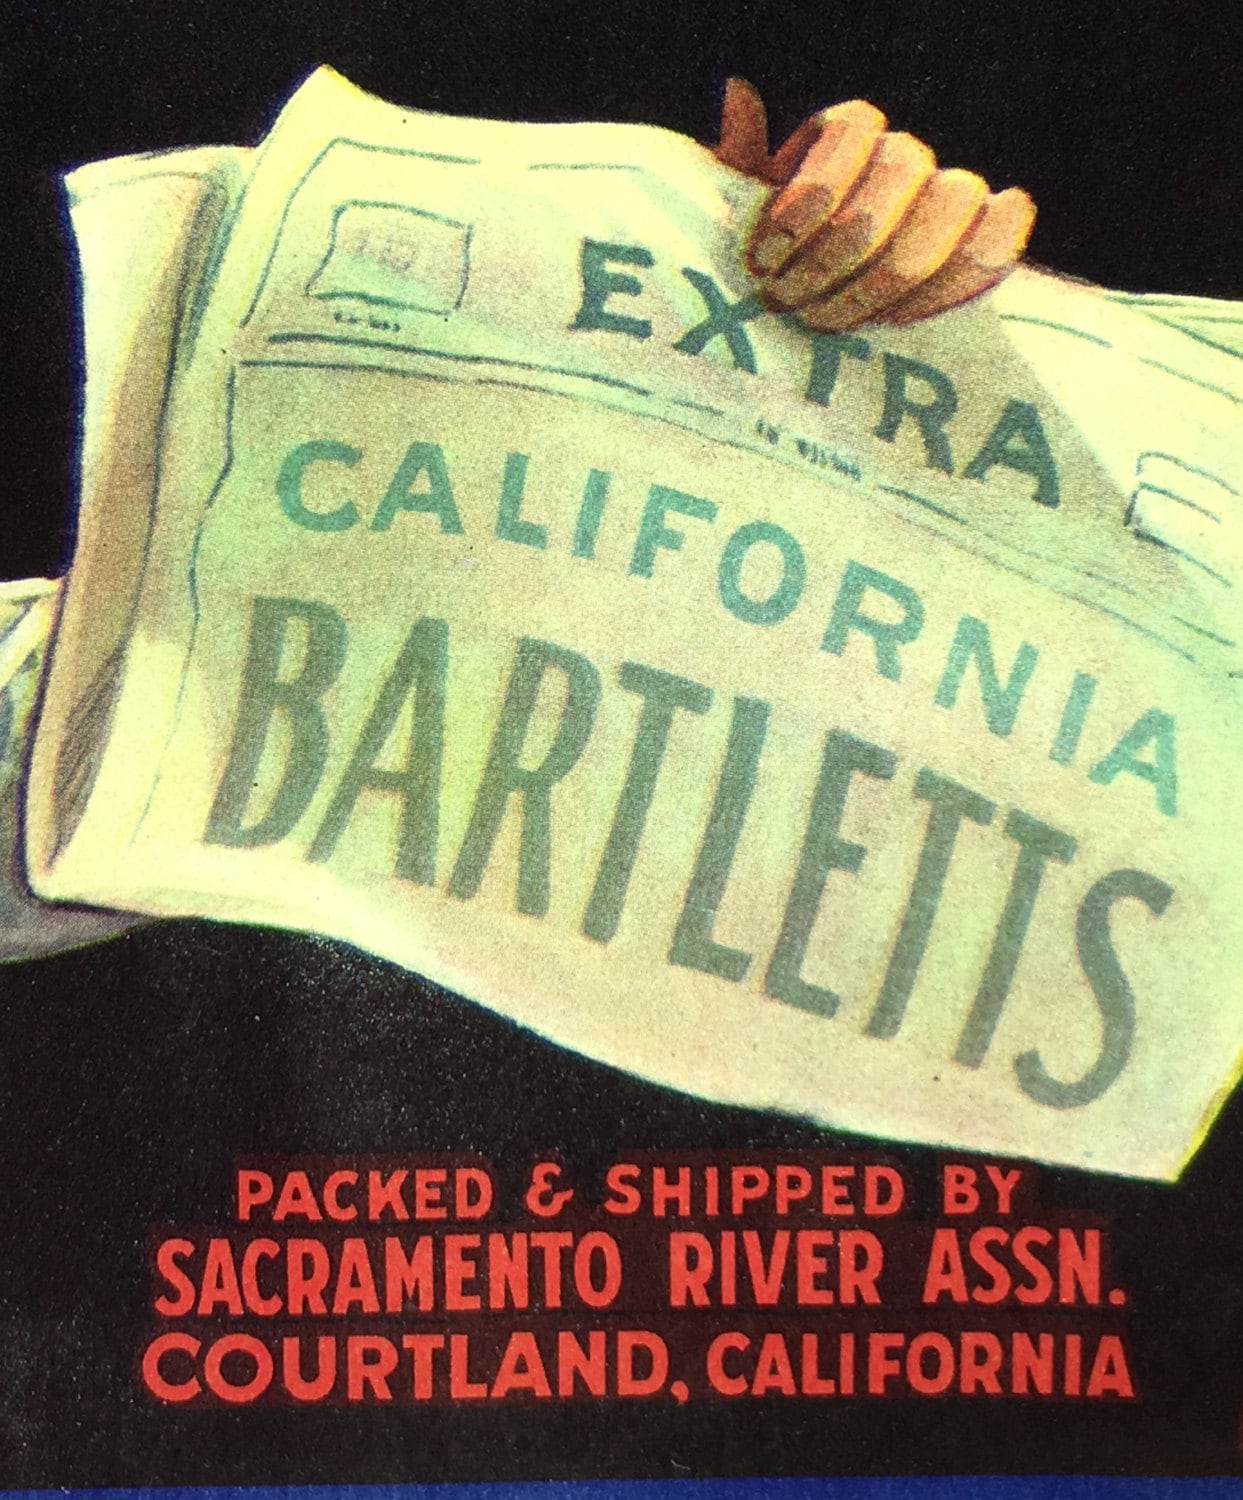 EXTRA
CALIFORNIA
BARTLETTS
PACKED & SHIPPED BY
SACRAMENTO RIVER ASSN.
COURTLAND, CALIFORNIA